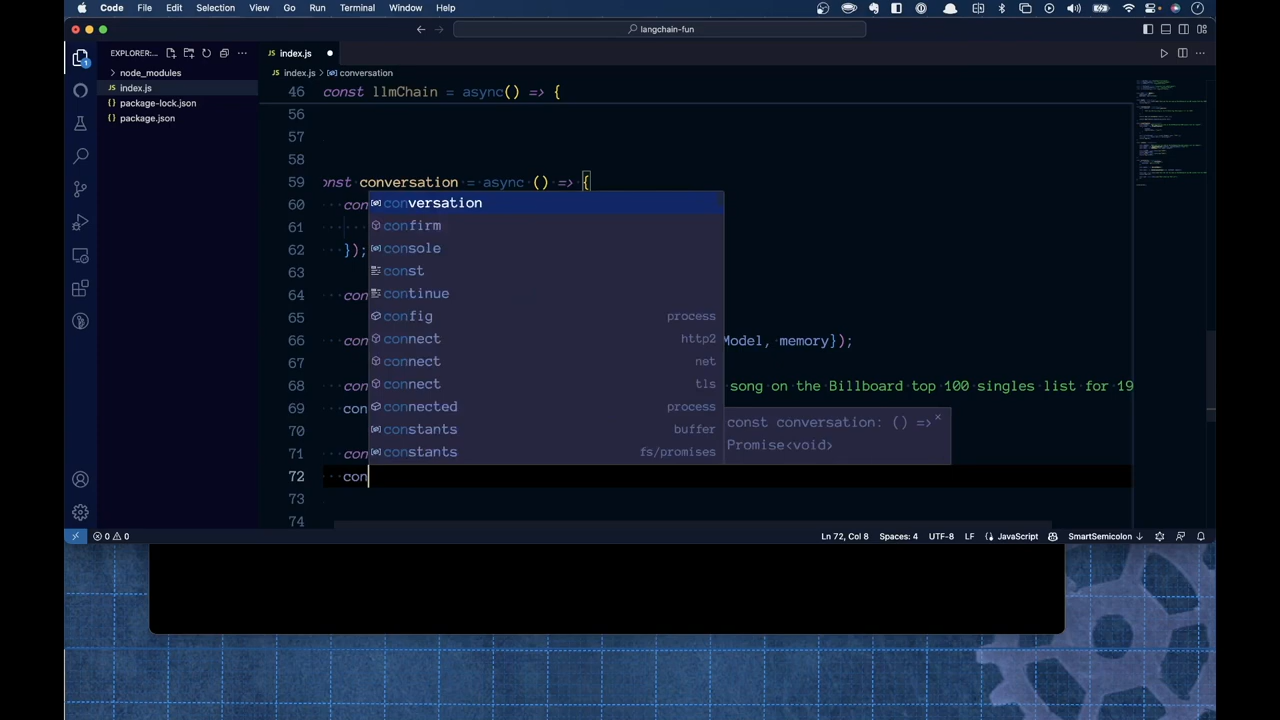 Code File Edit Selection View Go Run Terminal Window Help
langchain-fun
EXPLORER:...
index.js
node_modules
index.js
package-lock.json
package.json
index.js > conversation
46 const llmChain = async() => {
56
57
58
59 onst conversation = async () => {
60 con
61
62 });
63
64 con
65
66 con Model, memory});
67
68 con song on the Billboard top 100 singles list for 19
69 con
70
71 con
72 con
73
74
conversation
confirm
console
const
continue
config process
connect http2
connect net
connect tls
connected process
constants buffer
constants fs/promises
const conversation: () =>
Promise<void>
0 0
Ln 72, Col 8 Spaces: 4 UTF-8 LF JavaScript SmartSemicolon